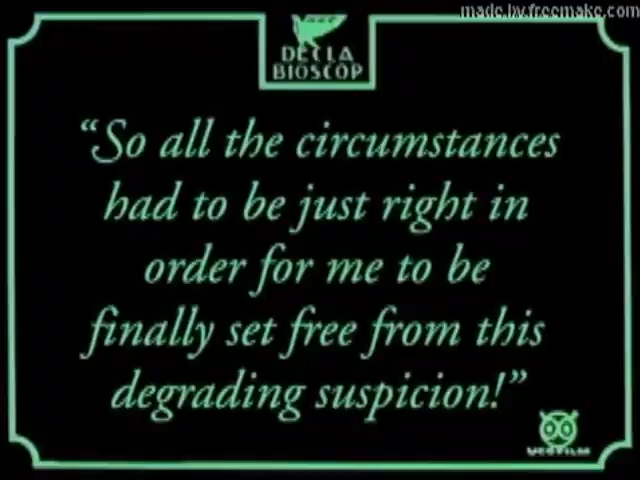 made.by.freemake.com
DECLA
BIOSCOP
“So all the circumstances
had to be just right in
order for me to be
finally set free from this
degrading suspicion!”